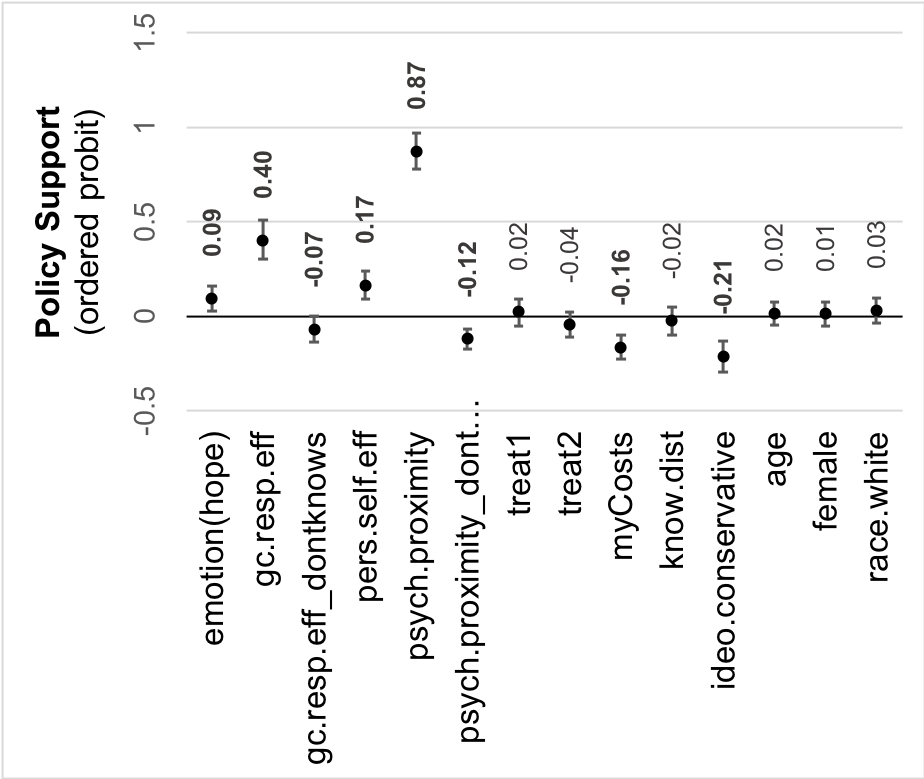 Policy Support
(ordered probit)
1.5
1
0.5
0
-0.5
0.09
0.40
-0.07
0.17
0.87
-0.12
0.02
-0.04
-0.16
-0.02
-0.21
0.02
0.01
0.03
emotion(hope)
gc.resp.eff
gc.resp.eff_dontknows
pers.self.eff
psych.proximity
psych.proximity_dont…
treat1
treat2
myCosts
know.dist
ideo.conservative
age
female
race.white